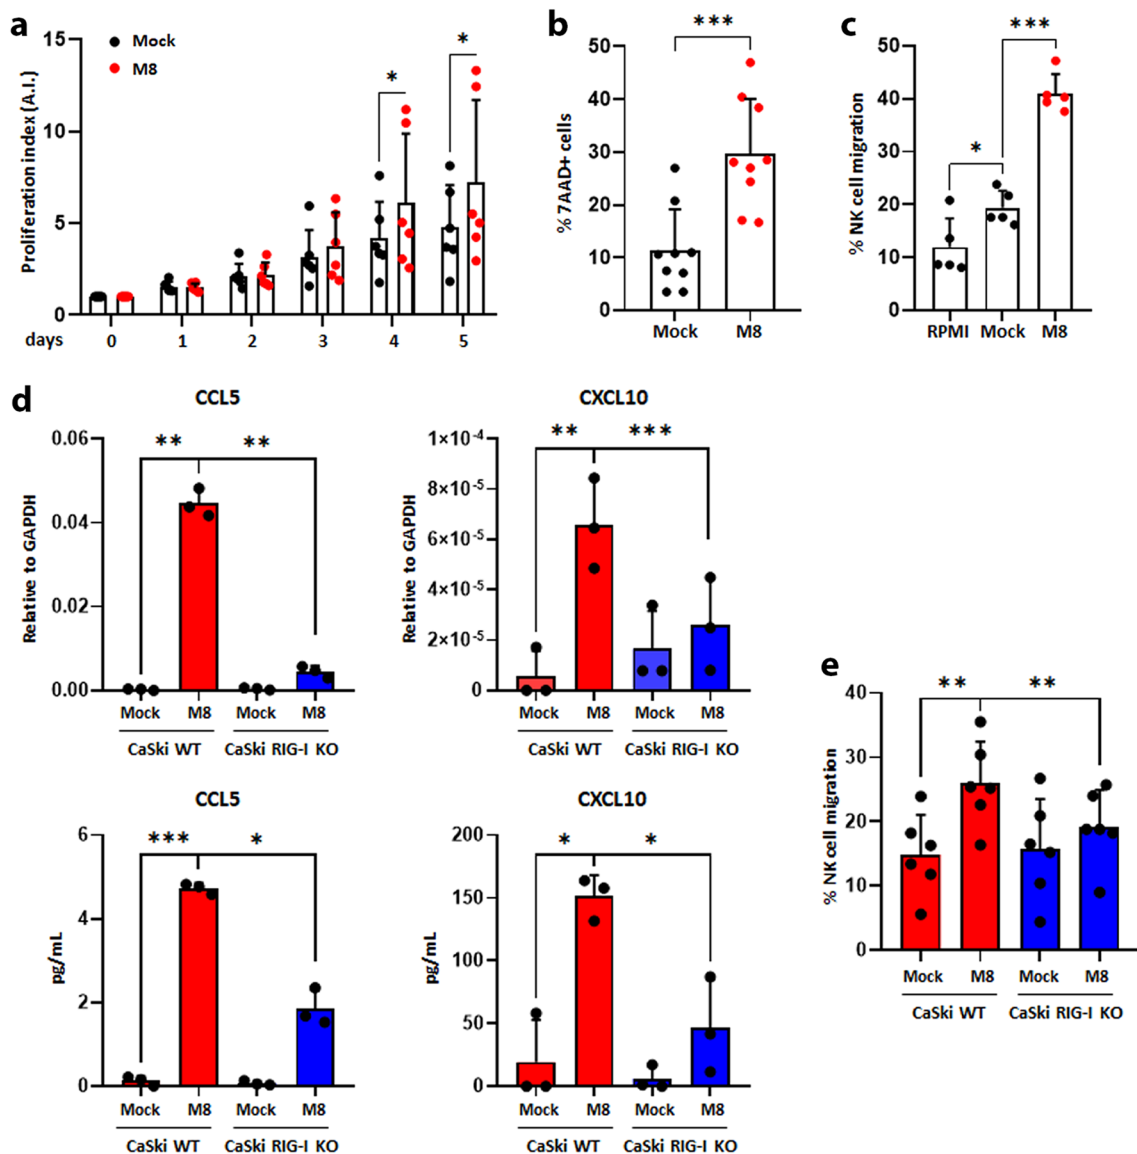 a
Proliferation index (A.I.)
15
10
5
0
Mock
M8
*
*
days
0 1 2 3 4 5
b
%7AAD+ cells
50
40
30
20
10
0
***
Mock M8
c
% NK cell migration
50
40
30
20
10
0
*
***
RPMI Mock M8
d
CCL5
Relative to GAPDH
0.06
0.04
0.02
0.00
** **
Mock M8 Mock M8
CaSki WT CaSki RIG-I KO
CXCL10
Relative to GAPDH
1×10-4
8×10-5
6×10-5
4×10-5
2×10-5
0
** ***
Mock M8 Mock M8
CaSki WT CaSki RIG-I KO
CCL5
pg/mL
6
4
2
0
*** *
Mock M8 Mock M8
CaSki WT CaSki RIG-I KO
CXCL10
pg/mL
200
150
100
50
0
* *
Mock M8 Mock M8
CaSki WT CaSki RIG-I KO
e
% NK cell migration
40
30
20
10
0
** **
Mock M8 Mock M8
CaSki WT CaSki RIG-I KO